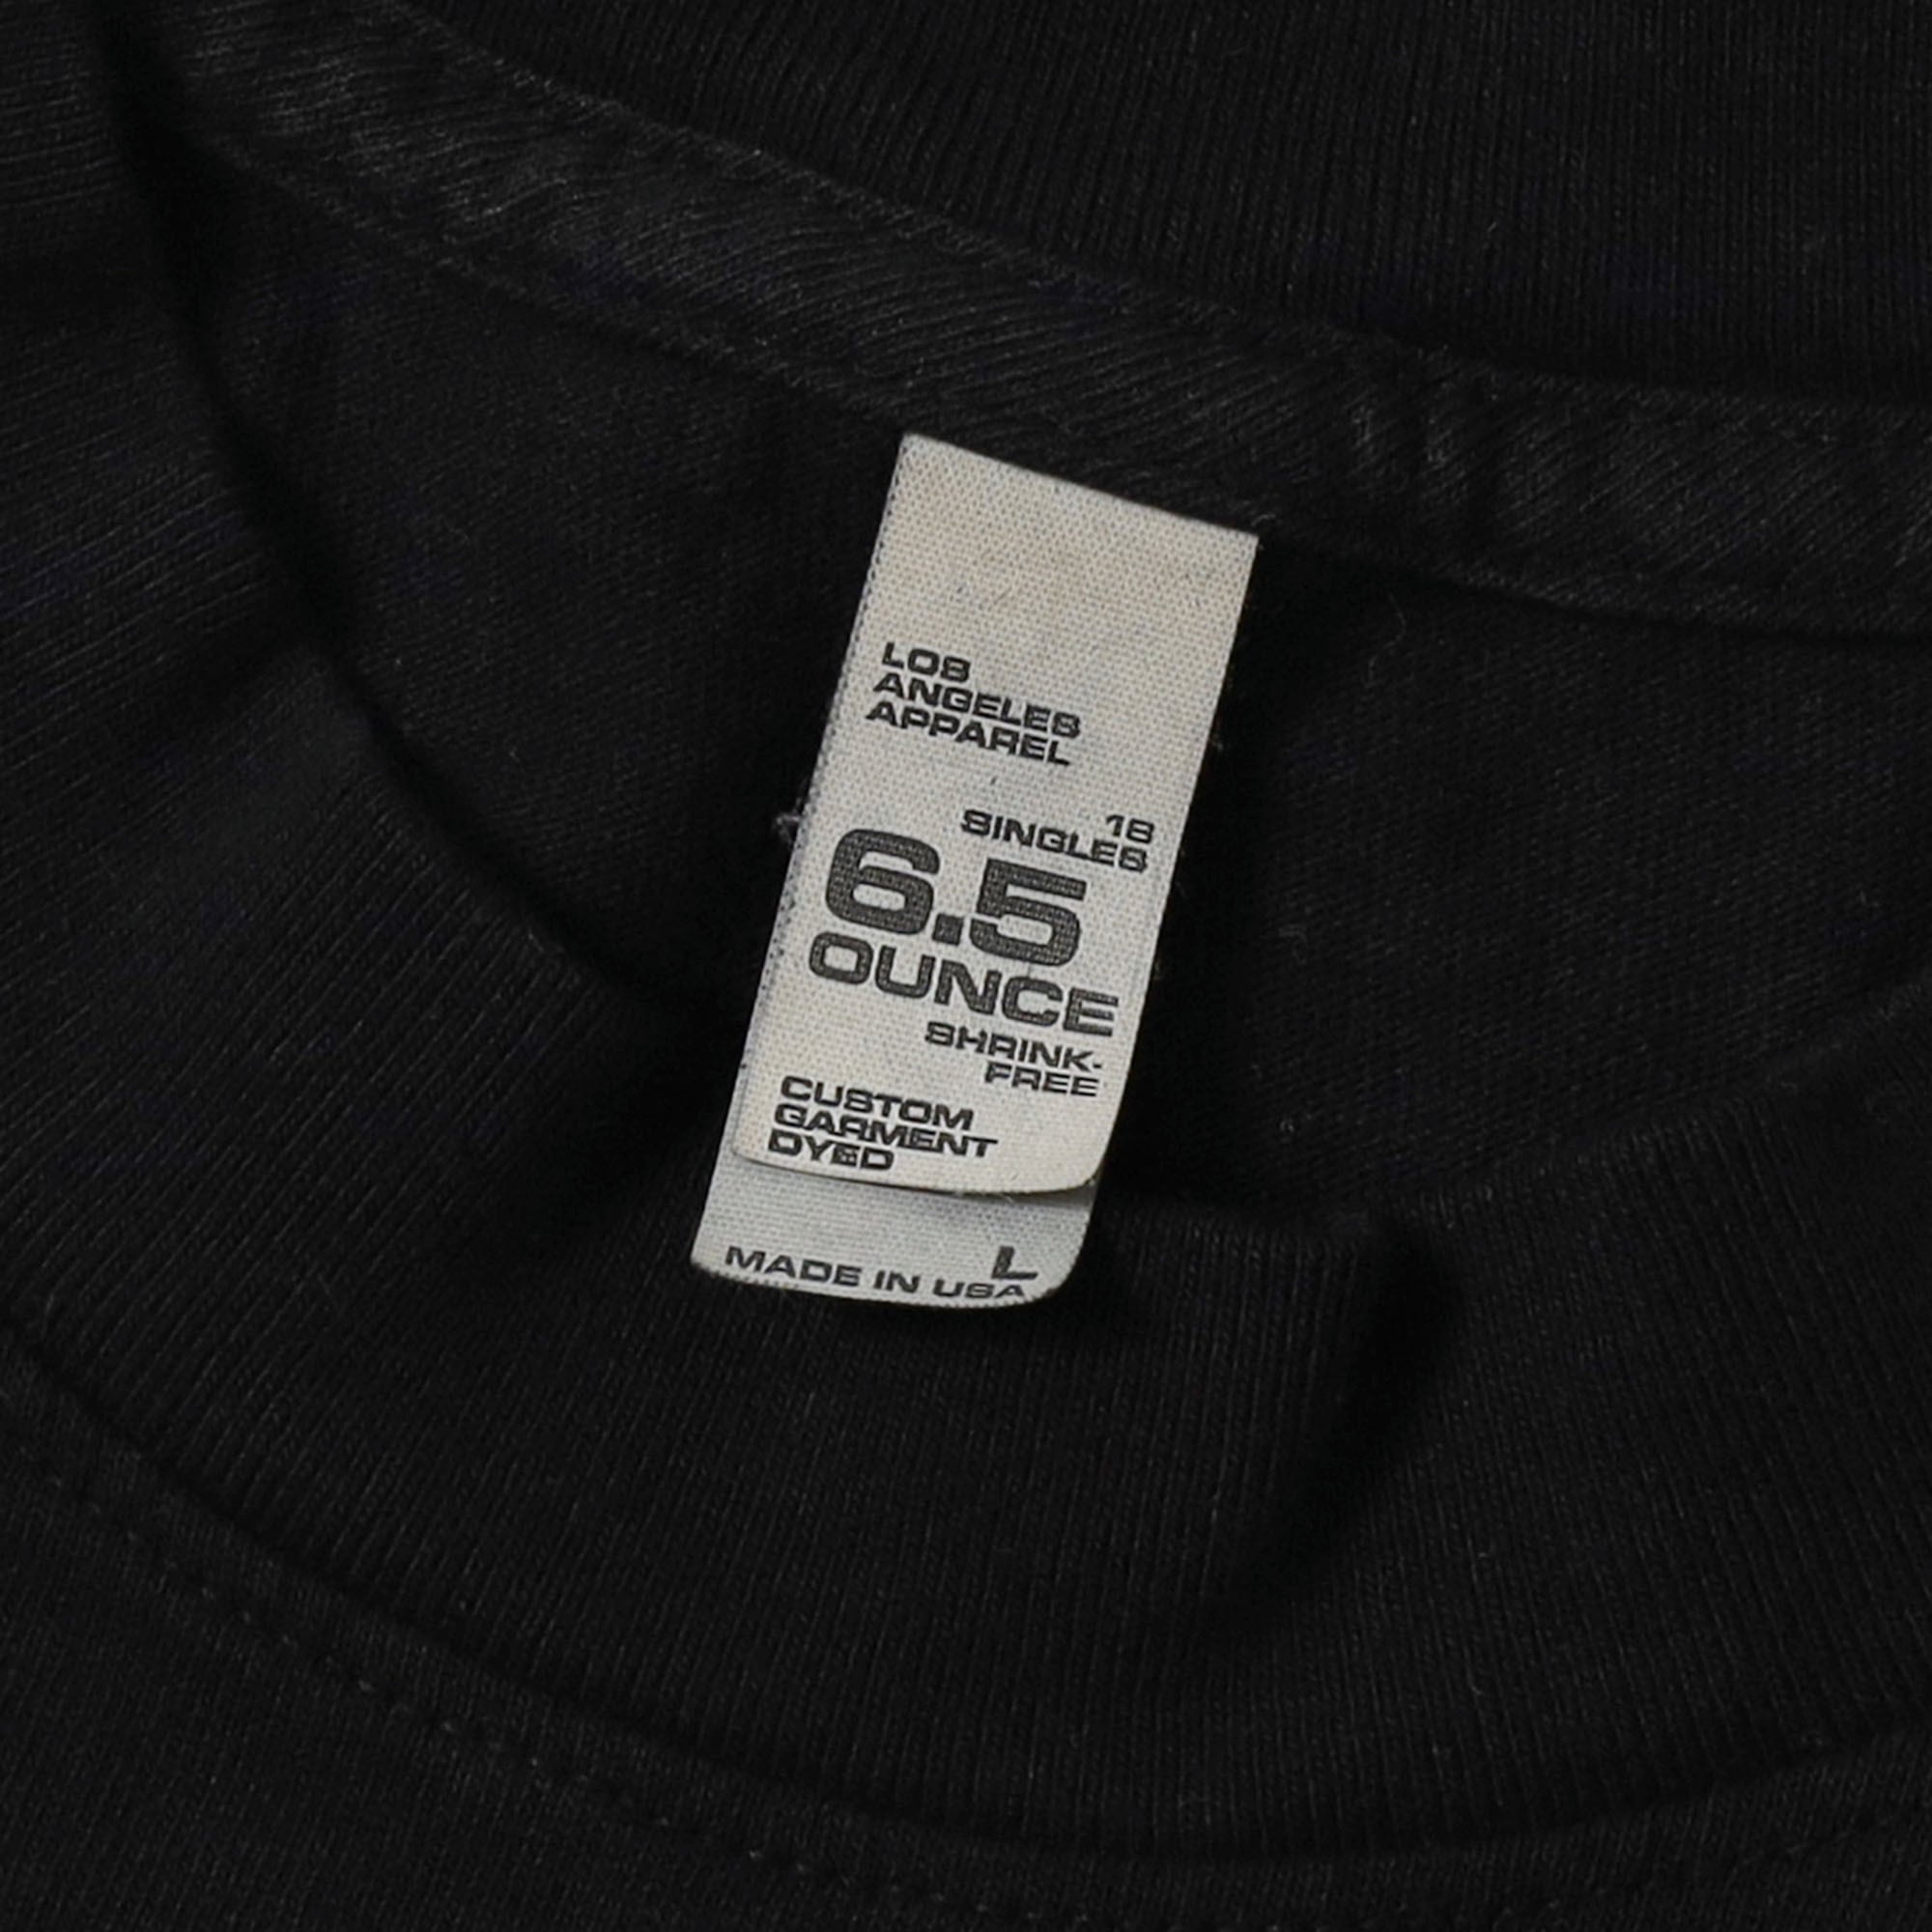 LOS
ANGELES
APPAREL
18
SINGLES
6.5
OUNCE
SHRINK-
FREE
CUSTOM
GARMENT
DYED
L
MADE IN USA